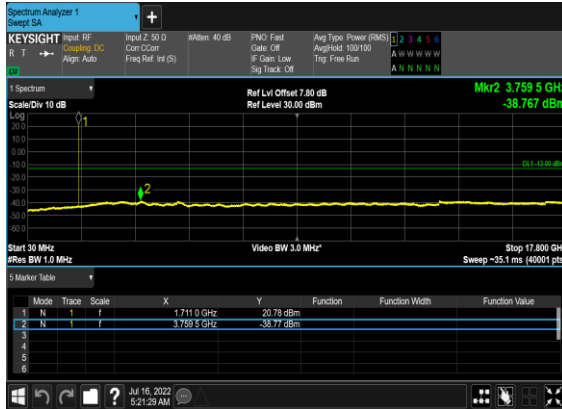 Spectrum Analyzer 1
Swept SA
+
KEYSIGHT
R T
LU
Input: RF
Coupling: DC
Align: Auto
Input Z: 50 Ω
Corr CCorr
Freq Ref: Int (S)
#Atten: 40 dB
PNO: Fast
Gate: Off
IF Gain: Low
Sig Track: Off
Avg Type: Power (RMS)
Avg|Hold: 100/100
Trig: Free Run
1 2 3 4 5 6
A W W W W W
A N N N N N
1 Spectrum
Scale/Div 10 dB
Ref Lvl Offset 7.80 dB
Ref Level 30.00 dBm
Mkr2 3.759 5 GHz
-38.767 dBm
Log
20.0
10.0
0.00
-10.0
-20.0
-30.0
-40.0
-50.0
-60.0
1
2
DL1 -13.00 dBm
Start 30 MHz
#Res BW 1.0 MHz
Video BW 3.0 MHz*
Stop 17.800 GHz
Sweep ~35.1 ms (40001 pts)
5 Marker Table
Mode Trace Scale X Y Function Function Width Function Value
1 N 1 f 1.711 0 GHz 20.78 dBm
2 N 1 f 3.759 5 GHz -38.77 dBm
3
4
5
6
?
Jul 16, 2022
5:21:29 AM